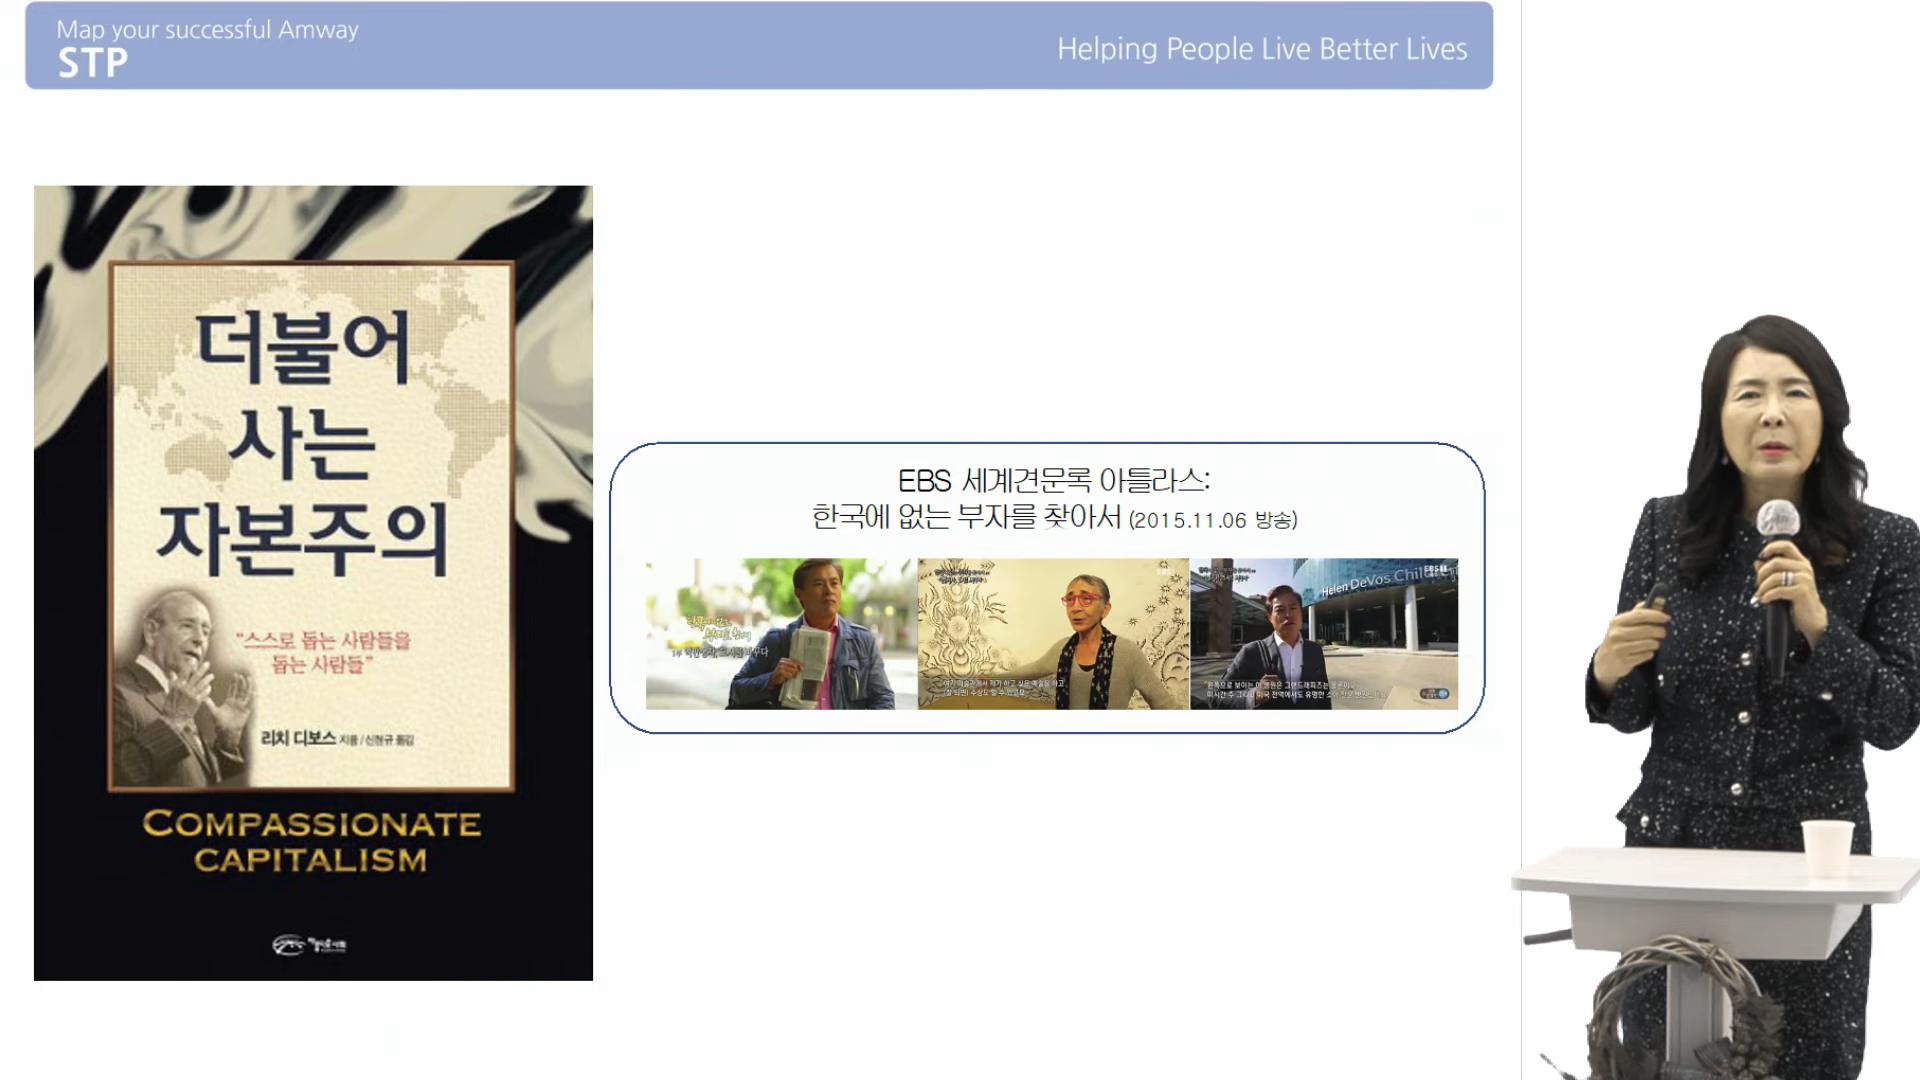 Map your successful Amway
STP
Helping People Live Better Lives
더불어
사는
자본주의
“스스로 돕는 사람들을
돕는 사람들”
리치 디보스 지음 / 신현규 옮김
COMPASSIONATE
CAPITALISM
EBS 세계견문록 아틀라스:
한국에 없는 부자를 찾아서 (2015.11.06 방송)
Helen DeVos Child
EBS